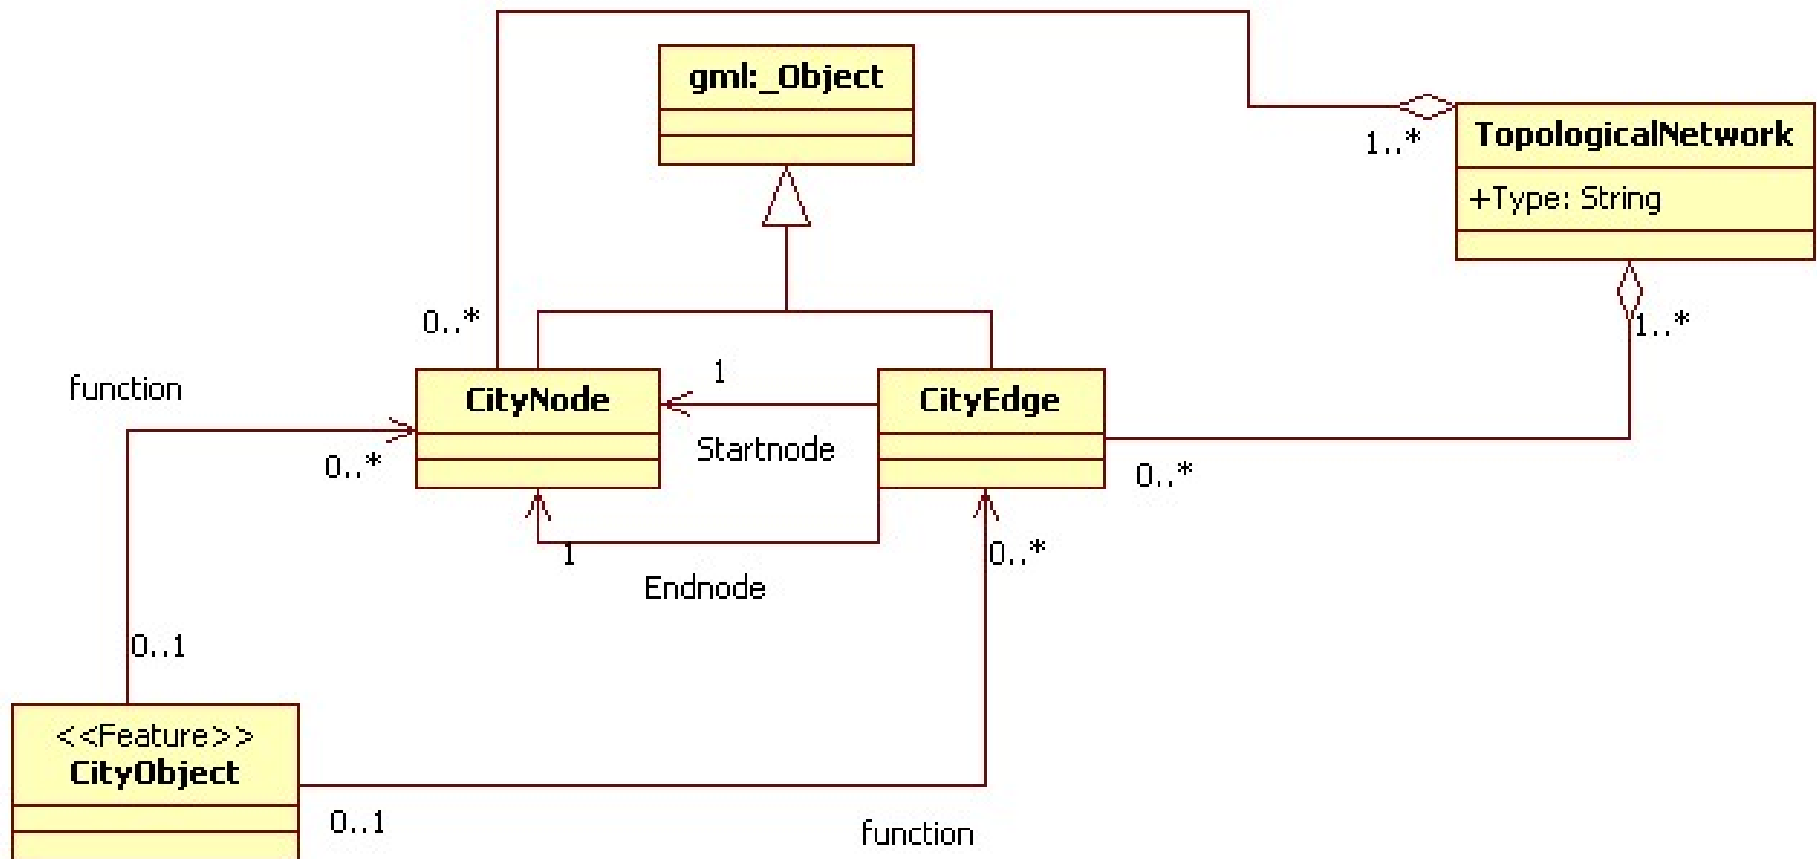 gml:_Object
TopologicalNetwork
1..*
+Type: String
0..*
1..*
function
CityNode
1
CityEdge
Startnode
0..*
0..*
1
0..*
Endnode
0..1
<<Feature>>
CityObject
0..1
function